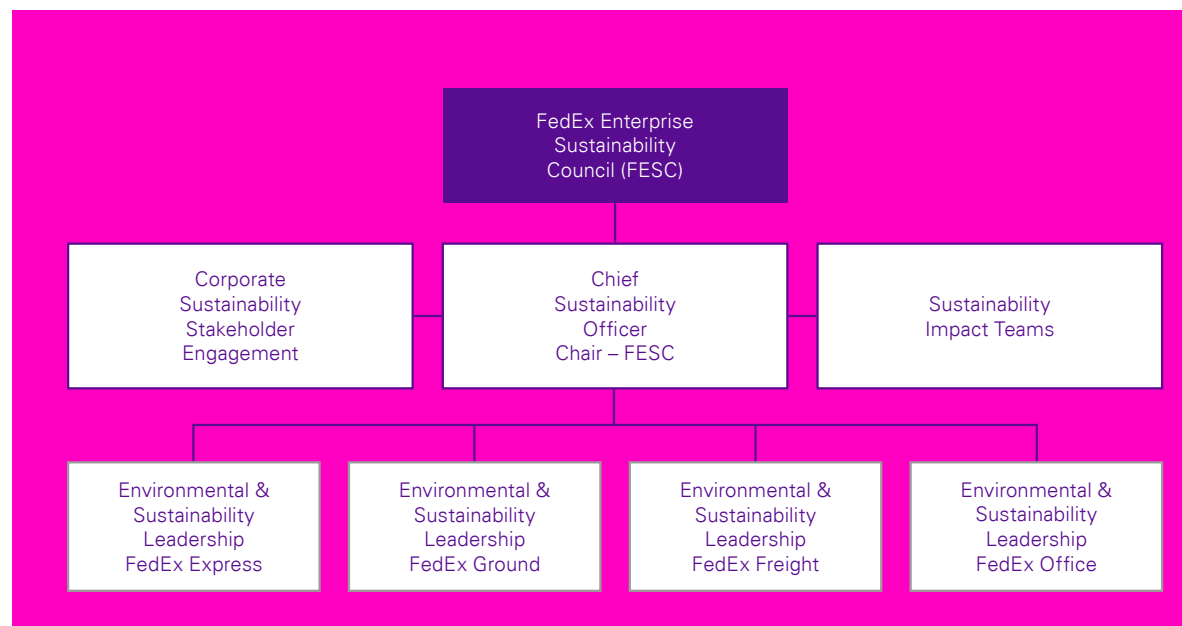 FedEx Enterprise
Sustainability
Council (FESC)
Corporate
Sustainability
Stakeholder
Engagement
Chief
Sustainability
Officer
Chair – FESC
Sustainability
Impact Teams
Environmental &
Sustainability
Leadership
FedEx Express
Environmental &
Sustainability
Leadership
FedEx Ground
Environmental &
Sustainability
Leadership
FedEx Freight
Environmental &
Sustainability
Leadership
FedEx Office